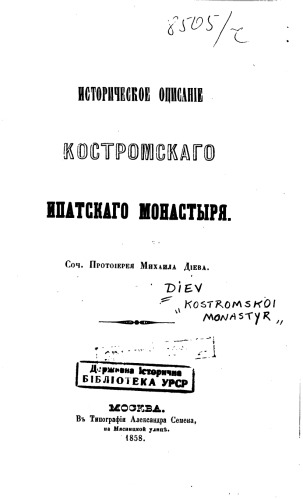 8505/
ИСТОРИЧЕСКОЕ ОПИСАНІЕ
КОСТРОМСКАГО
ИПАТСКАГО МОНАСТЫРЯ.
Соч. Протоіерея Михаила Діева.
DIEV
"KOSTROMSKOI
MONASTYR"
Державна Історична
БІБЛІОТЕКА УРСР
МОСКВА.
Въ Типографіи Александра Семена,
на Мясницкой улицѣ.
1858.